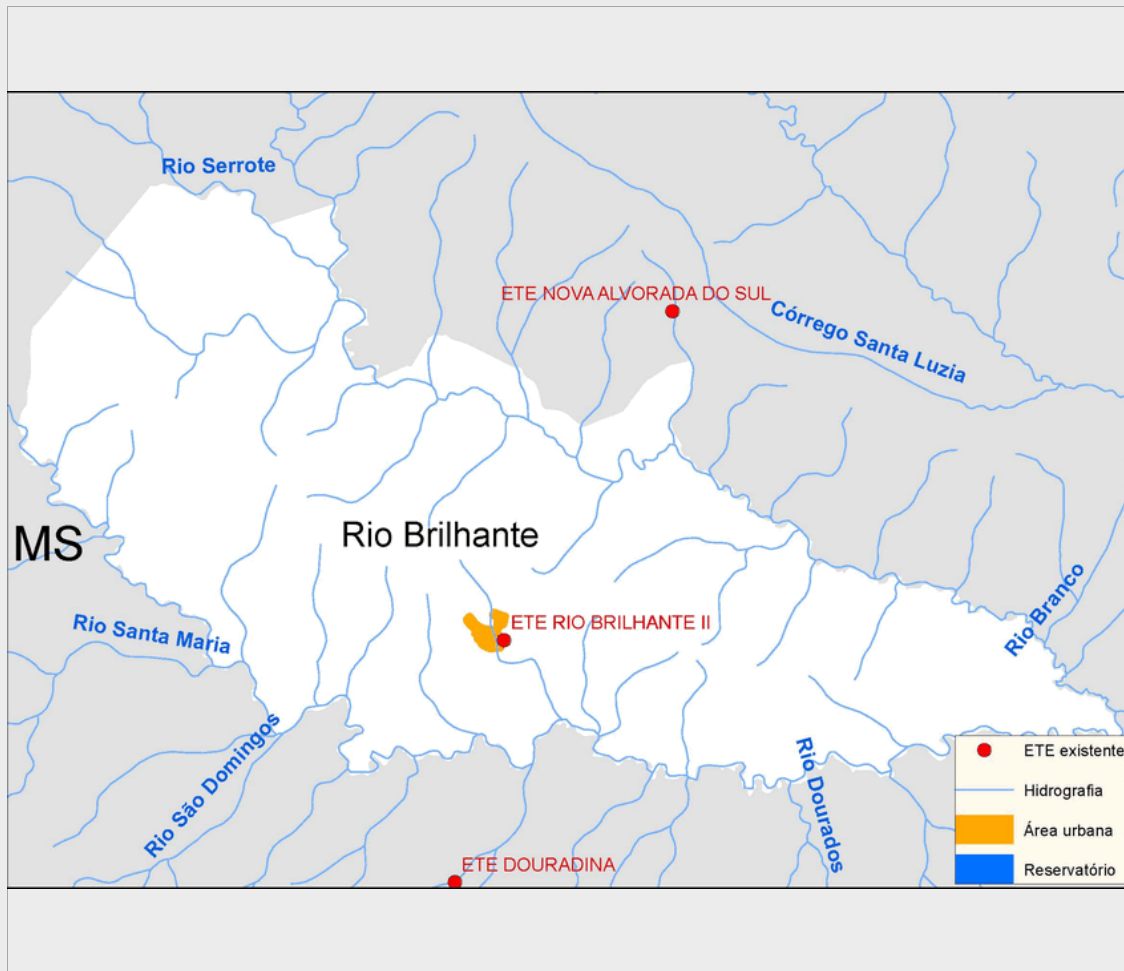 Rio Serrote
ETE NOVA ALVORADA DO SUL
Córrego Santa Luzia
MS
Rio Brilhante
Rio Branco
ETE RIO BRILHANTE II
Rio Santa Maria
Rio São Domingos
Rio Dourados
ETE DOURADINA
ETE existente
Hidrografia
Área urbana
Reservatório